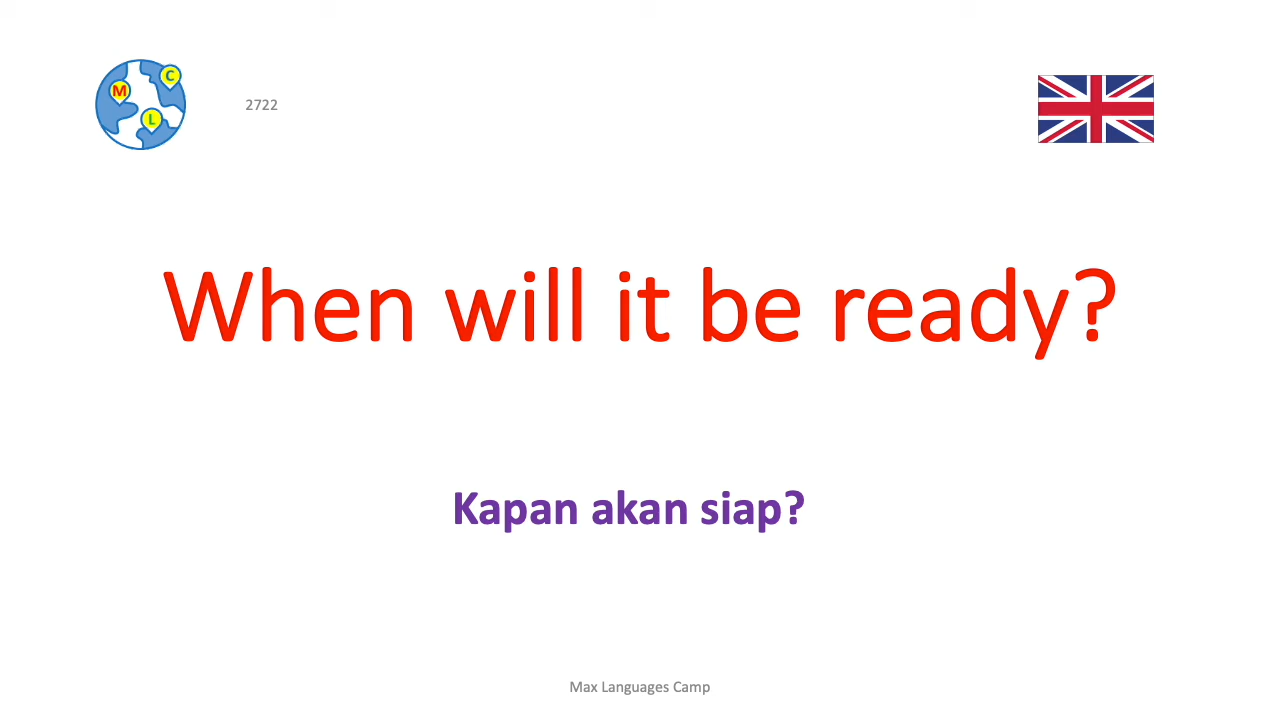 M
C
L
2722
When will it be ready?
Kapan akan siap?
Max Languages Camp